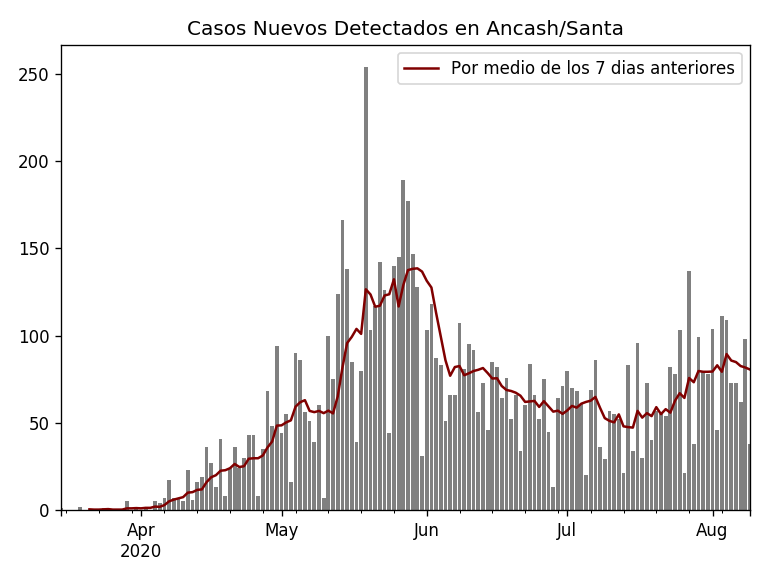 Casos Nuevos Detectados en Ancash/Santa
Por medio de los 7 dias anteriores
250
200
150
100
50
0
Apr
2020
May
Jun
Jul
Aug